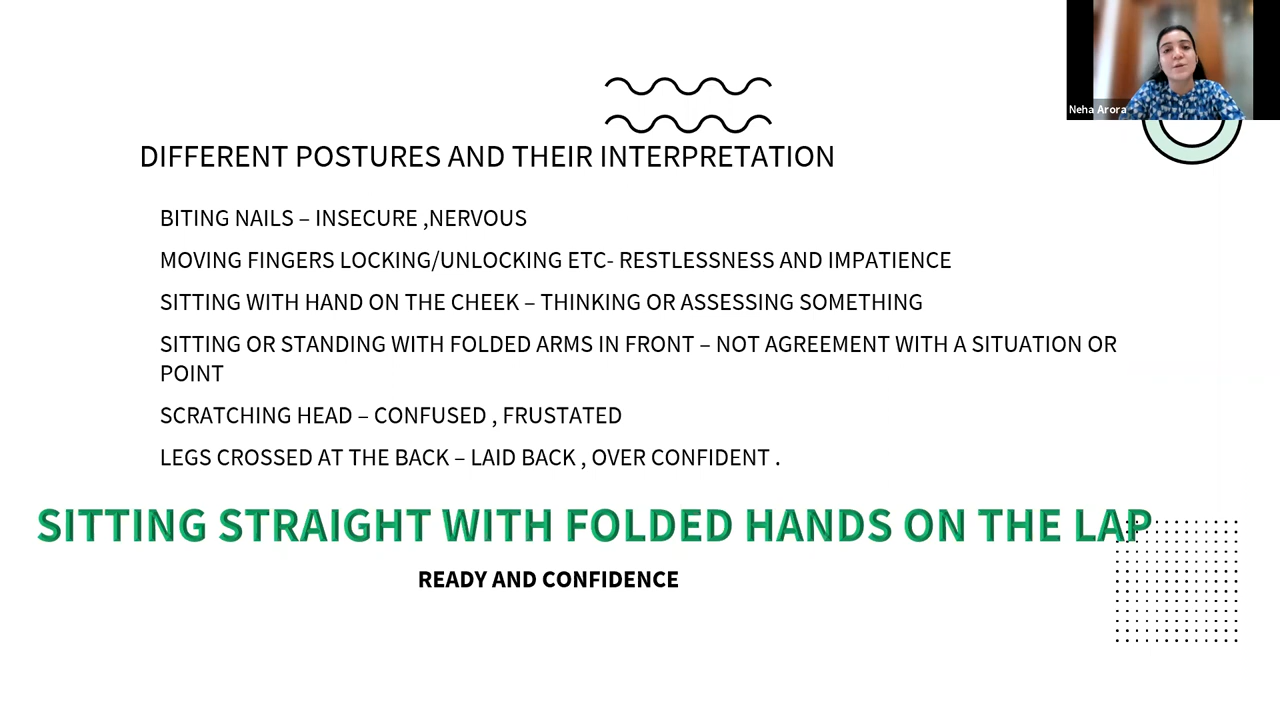 Neha Arora
DIFFERENT POSTURES AND THEIR INTERPRETATION
BITING NAILS – INSECURE ,NERVOUS
MOVING FINGERS LOCKING/UNLOCKING ETC- RESTLESSNESS AND IMPATIENCE
SITTING WITH HAND ON THE CHEEK – THINKING OR ASSESSING SOMETHING
SITTING OR STANDING WITH FOLDED ARMS IN FRONT – NOT AGREEMENT WITH A SITUATION OR
POINT
SCRATCHING HEAD – CONFUSED , FRUSTATED
LEGS CROSSED AT THE BACK – LAID BACK , OVER CONFIDENT .
SITTING STRAIGHT WITH FOLDED HANDS ON THE LAP
READY AND CONFIDENCE